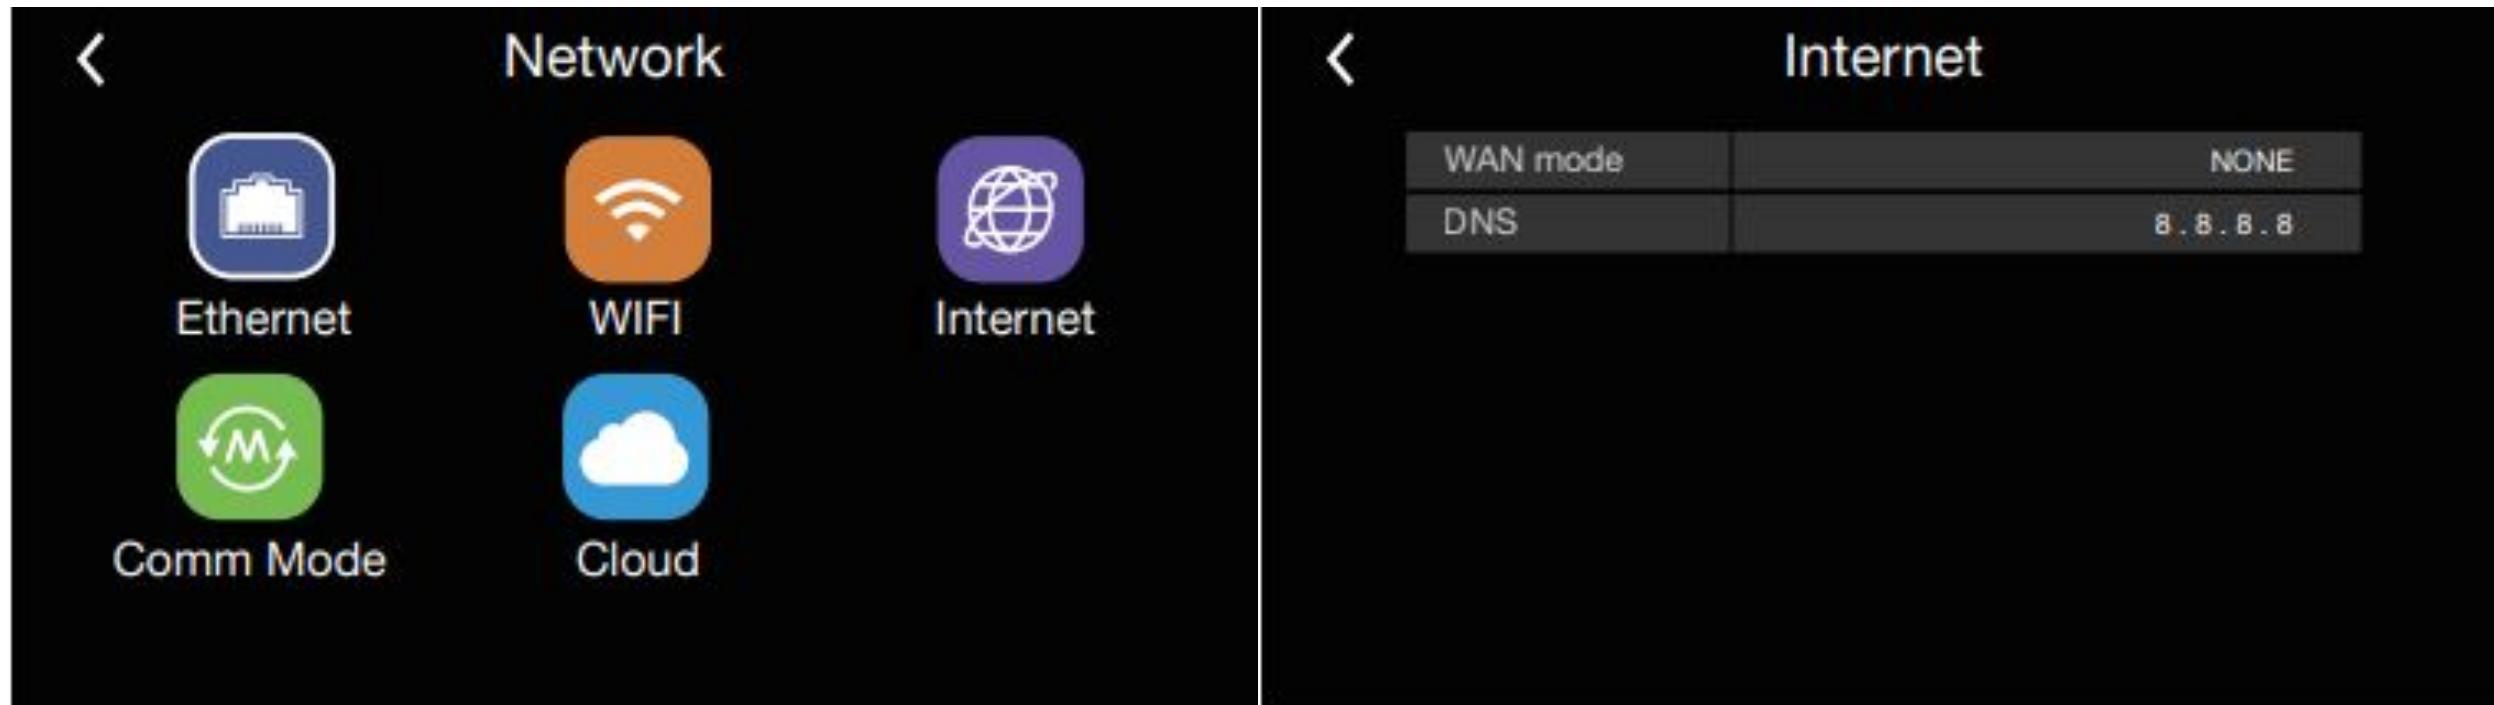 Network
Ethernet WIFI Internet
M
Comm Mode Cloud
Internet
WAN mode NONE
DNS 8.8.8.8